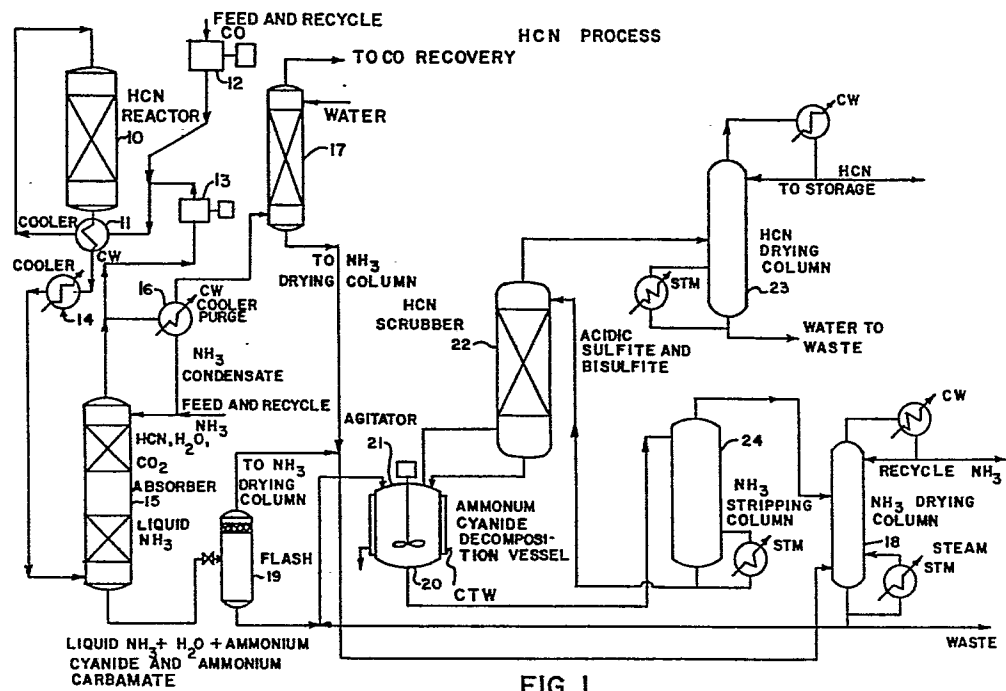 FEED AND RECYCLE
CO
12
HCN PROCESS
TO CO RECOVERY
HCN
REACTOR
10
WATER
17
CW
13
HCN
TO STORAGE
COOLER
11
CW
COOLER
14
16
CW
COOLER
PURGE
TO NH3
DRYING COLUMN
HCN
DRYING
COLUMN
23
STM
HCN
SCRUBBER
22
WATER TO
WASTE
ACIDIC
SULFITE AND
BISULFITE
NH3
CONDENSATE
FEED AND RECYCLE
NH3
AGITATOR
21
HCN, H2O,
CO2
ABSORBER
15
LIQUID
NH3
TO NH3
DRYING COLUMN
24
CW
RECYCLE NH3
AMMONUM
CYANIDE
DECOMPOSI-
TION VESSEL
NH3
STRIPPING
COLUMN
NH3 DRYING
COLUMN
18
FLASH
19
20
CTW
STM
STEAM
STM
LIQUID NH3 + H2O + AMMONIUM
CYANIDE AND AMMONIUM
CARBAMATE
WASTE
FIG. 1